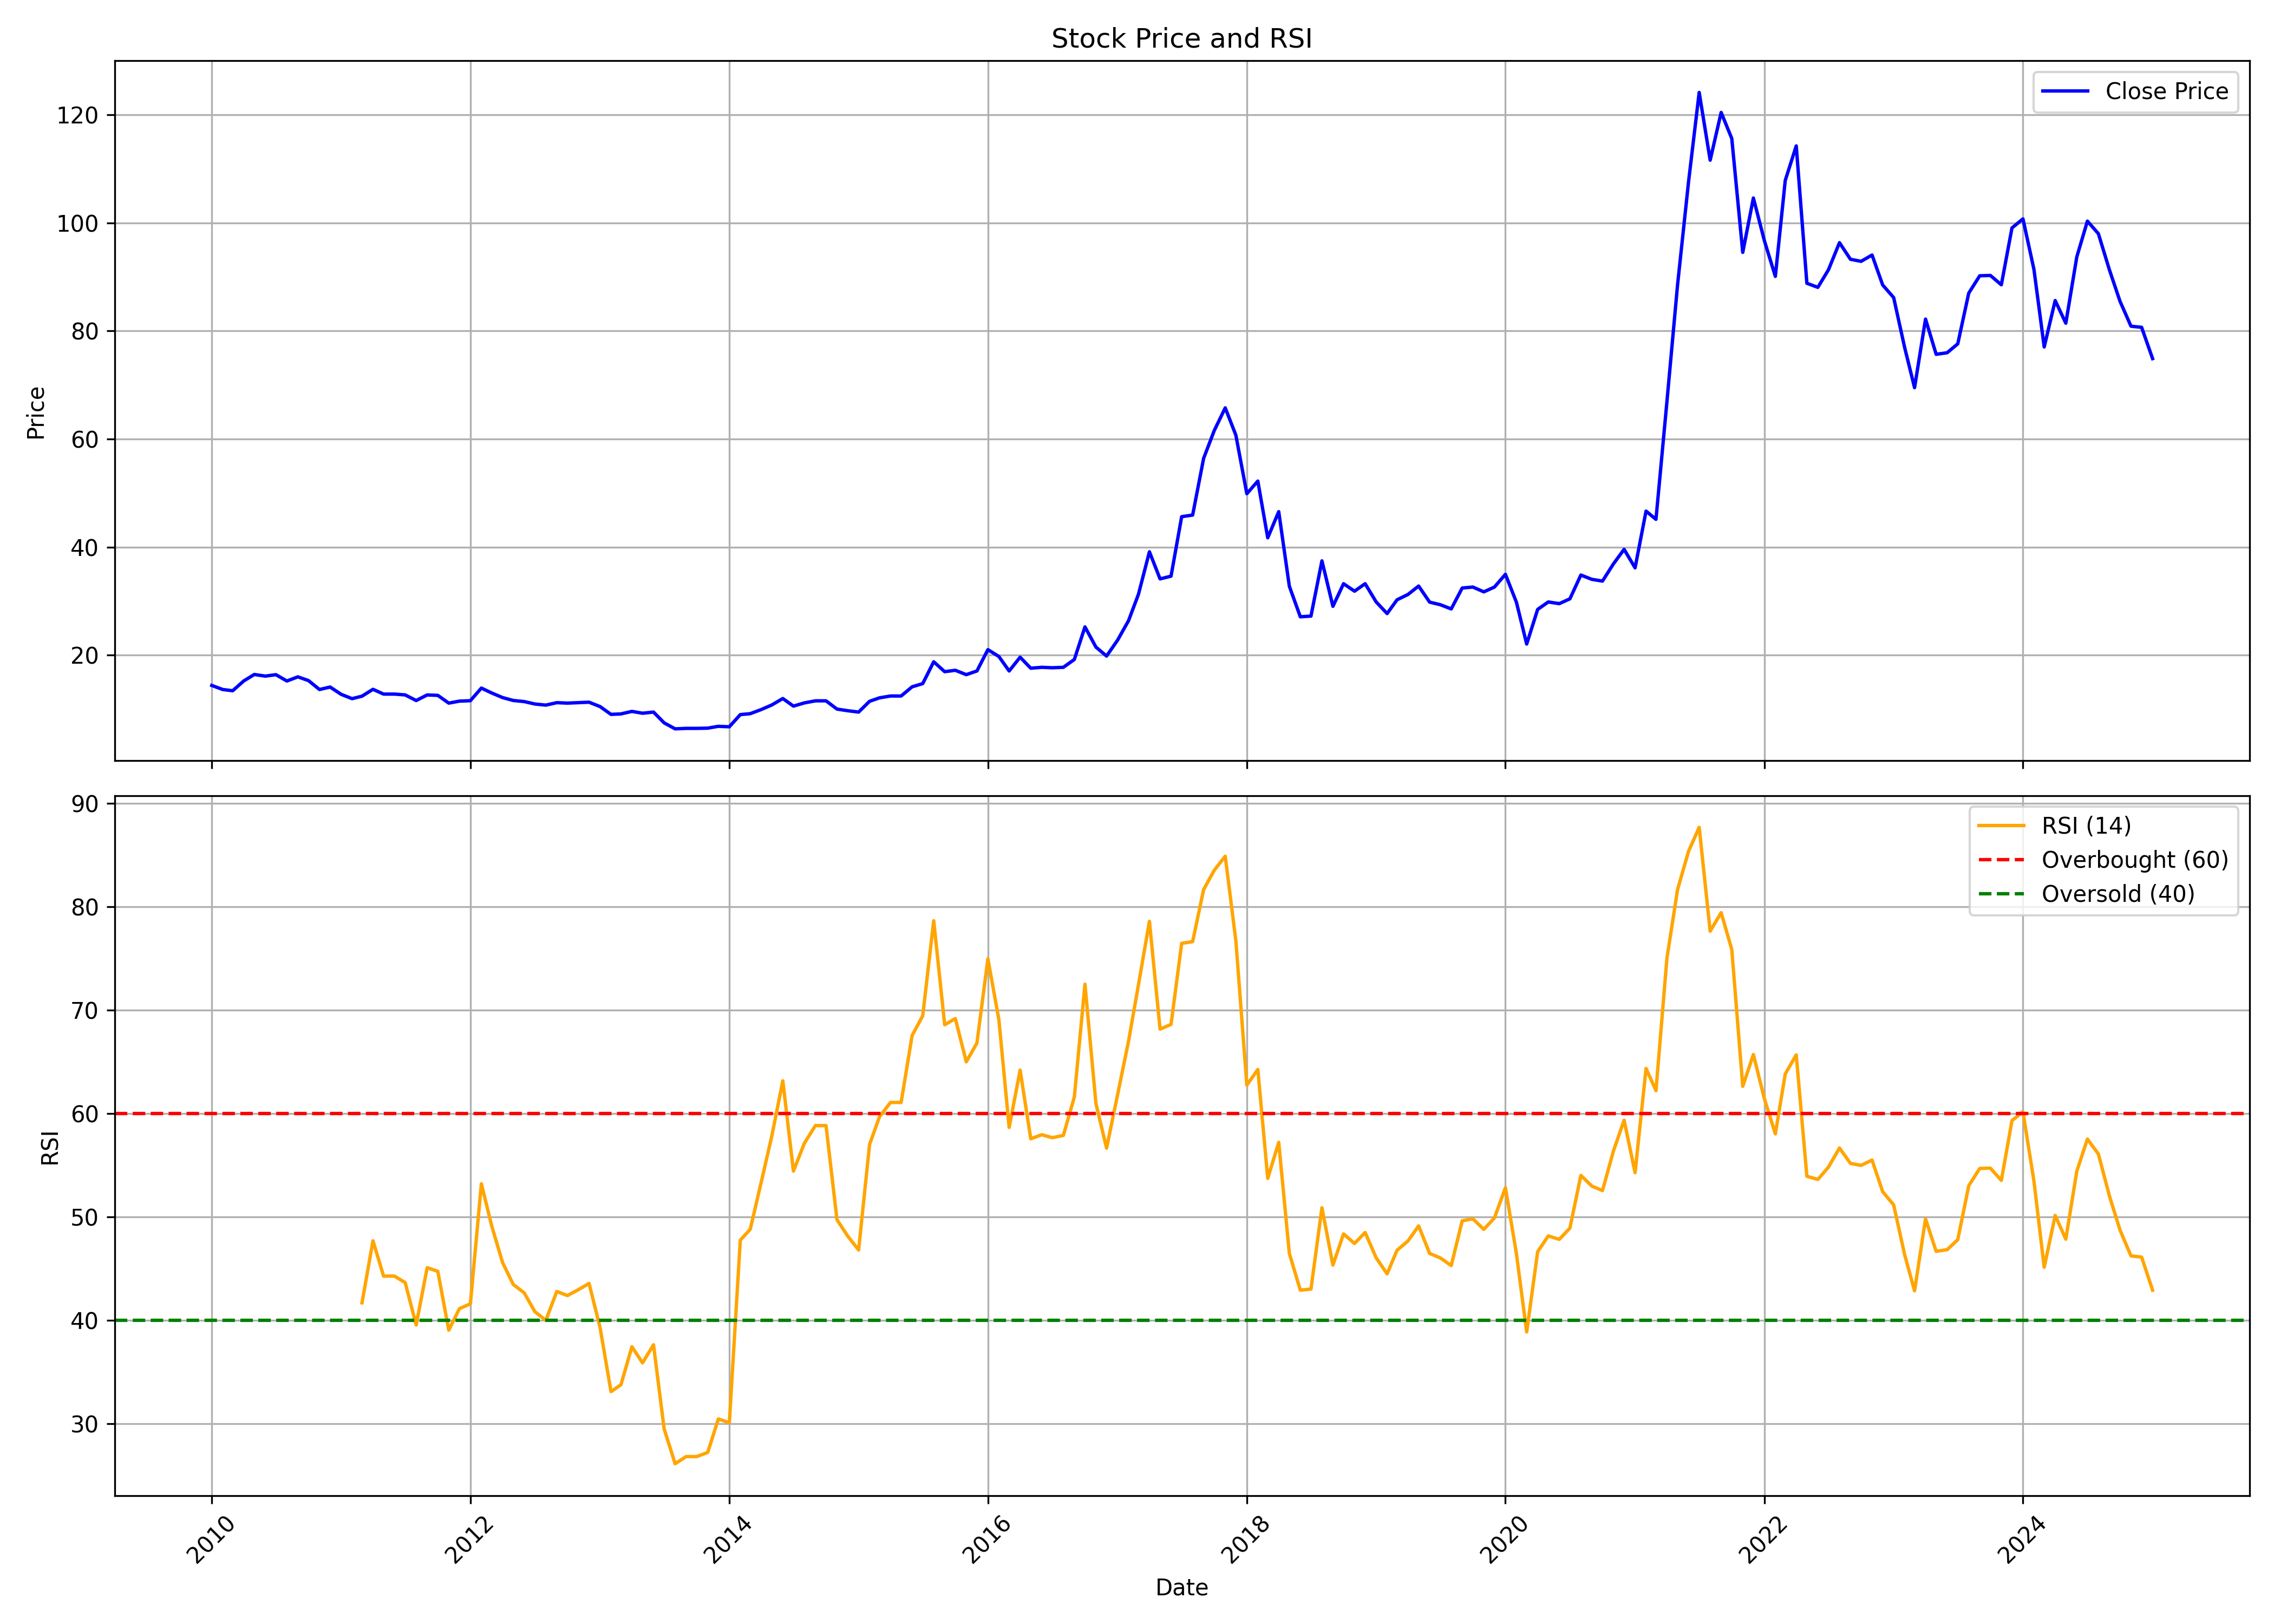 Stock Price and RSI
Close Price
120
100
80
60
40
20
Price
RSI (14)
Overbought (60)
Oversold (40)
90
80
70
60
50
40
30
RSI
2010
2012
2014
2016
2018
2020
2022
2024
Date